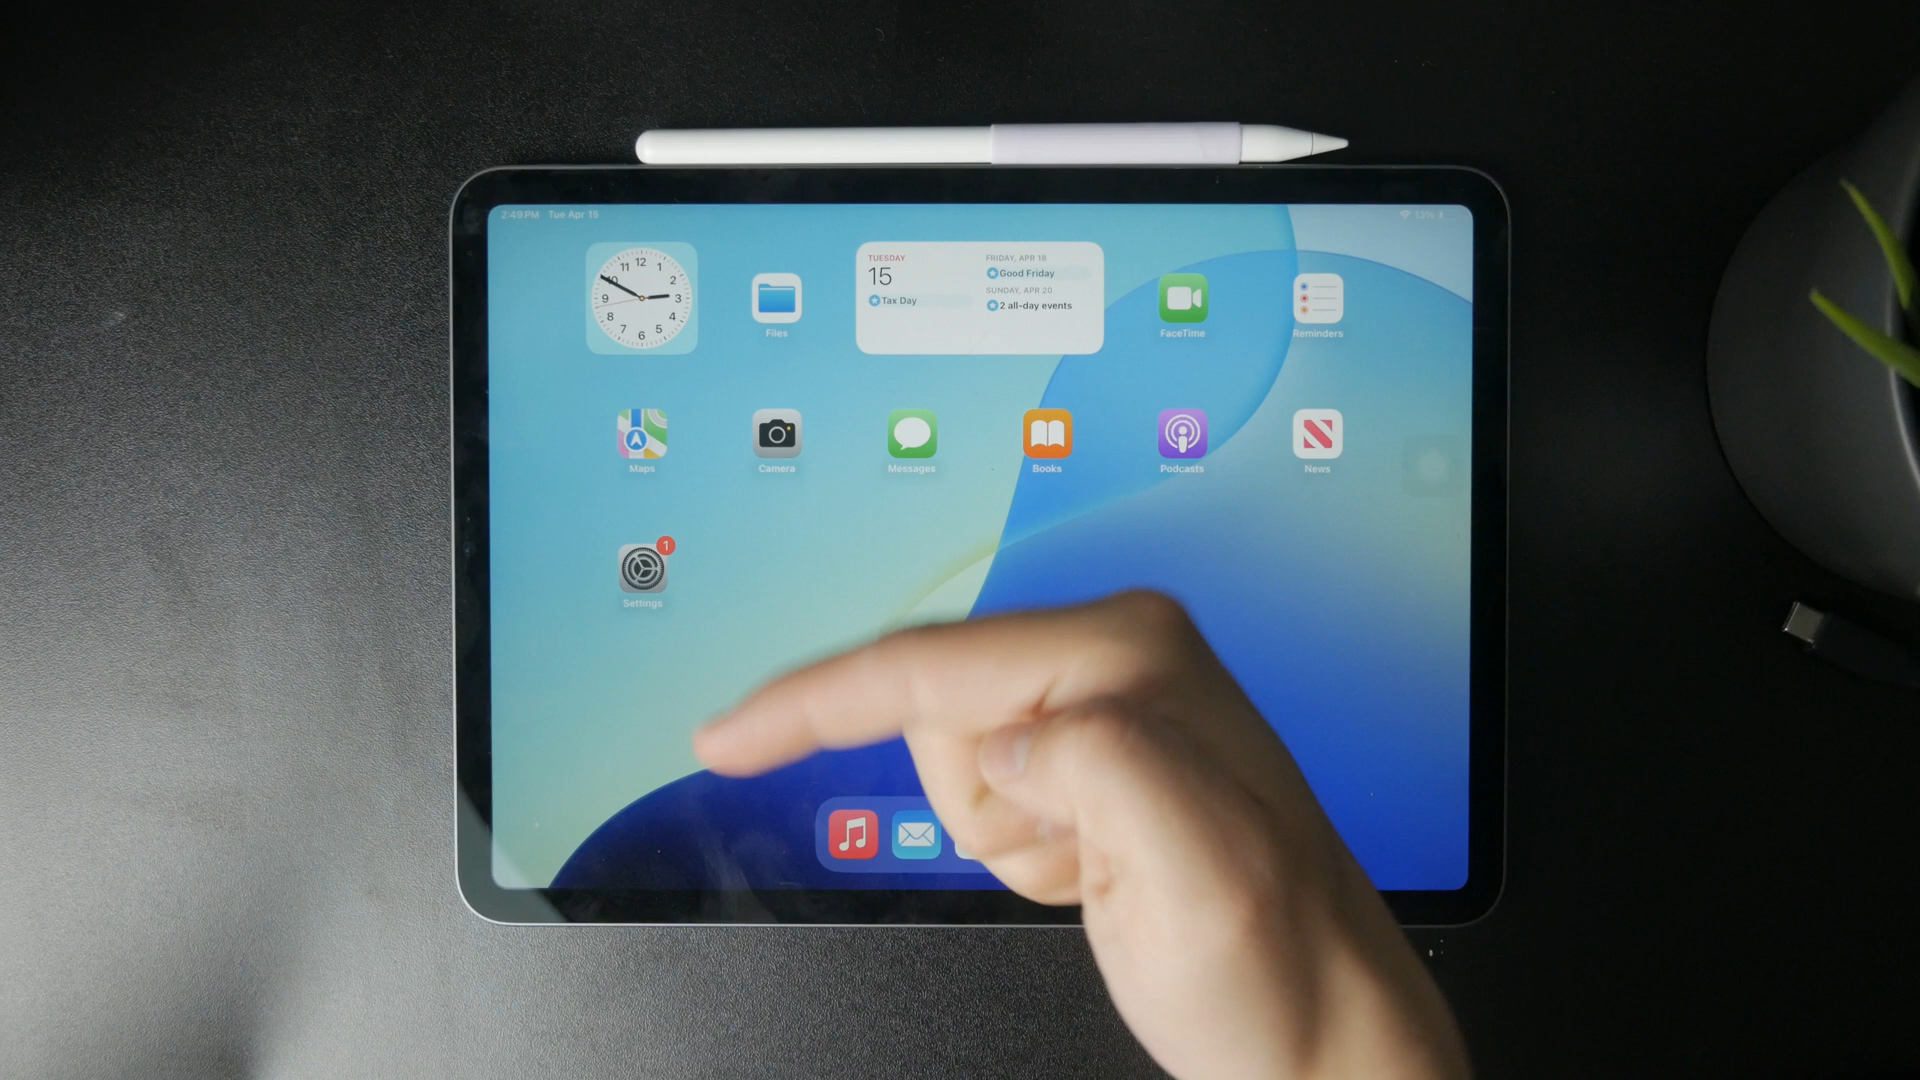 2:49 PM Tue Apr 15
13%
12
1
2
3
4
5
6
7
8
9
10
11
TUESDAY
15
Tax Day
FRIDAY, APR 18
Good Friday
SUNDAY, APR 20
2 all-day events
Files
FaceTime
Reminders
Maps
Camera
Messages
Books
Podcasts
News
1
Settings